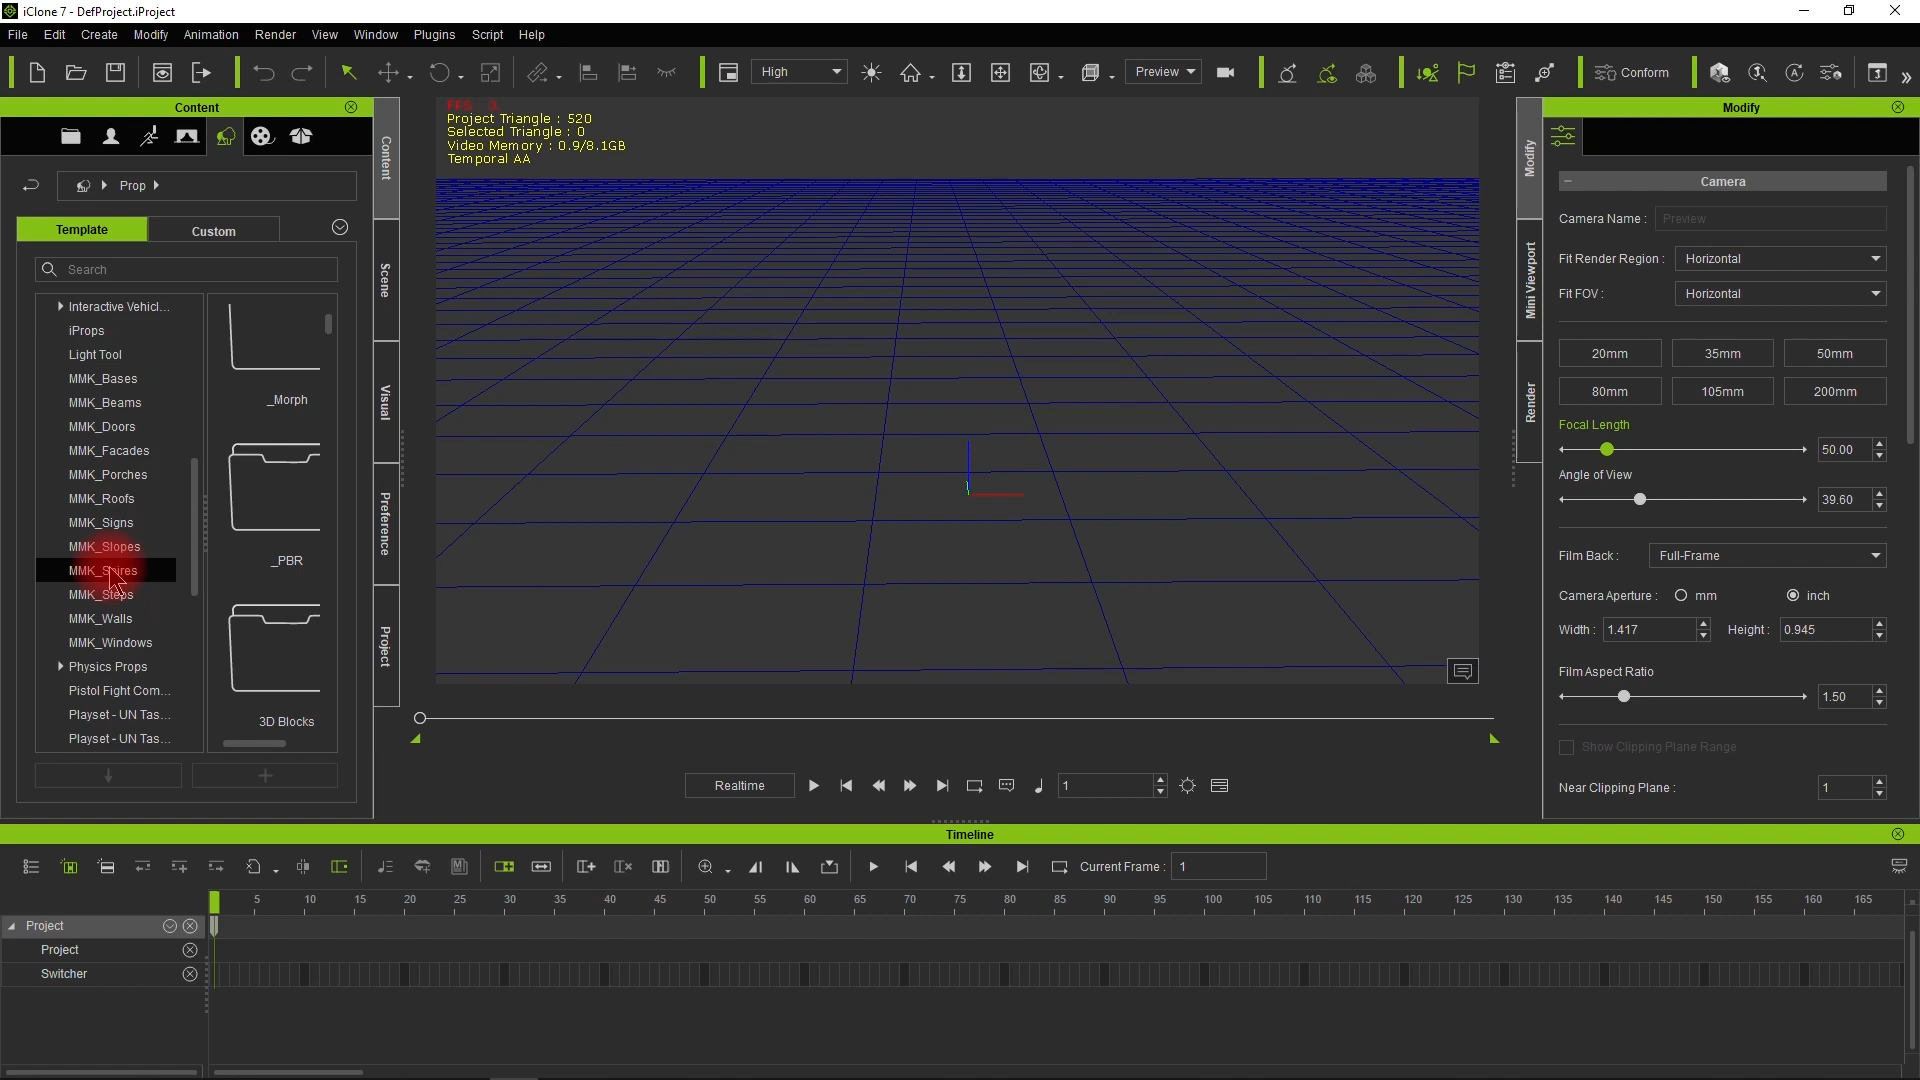 iClone 7 - DefProject.iProject
File Edit Create Modify Animation Render View Window Plugins Script Help
High Preview Conform
Content
Prop
Template Custom
Search
Interactive Vehicl...
iProps
Light Tool
MMK_Bases
MMK_Beams
MMK_Doors
MMK_Facades
MMK_Porches
MMK_Roofs
MMK_Signs
MMK_Slopes
MMK_Spires
MMK_Steps
MMK_Walls
MMK_Windows
Physics Props
Pistol Fight Com...
Playset - UN Tas...
Playset - UN Tas...
_Morph
_PBR
3D Blocks
Content
Scene
Visual
Preference
Project
FPS 0
Project Triangle : 520
Selected Triangle : 0
Video Memory : 0.9/8.1GB
Temporal AA
Realtime 1
Modify
Mini Viewport
Render
Modify
Camera
Camera Name : Preview
Fit Render Region : Horizontal
Fit FOV : Horizontal
20mm 35mm 50mm
80mm 105mm 200mm
Focal Length
50.00
Angle of View
39.60
Film Back : Full-Frame
Camera Aperture : mm inch
Width : 1.417 Height : 0.945
Film Aspect Ratio
1.50
Show Clipping Plane Range
Near Clipping Plane : 1
Timeline
Current Frame : 1
5 10 15 20 25 30 35 40 45 50 55 60 65 70 75 80 85 90 95 100 105 110 115 120 125 130 135 140 145 150 155 160 165
Project
Project
Switcher